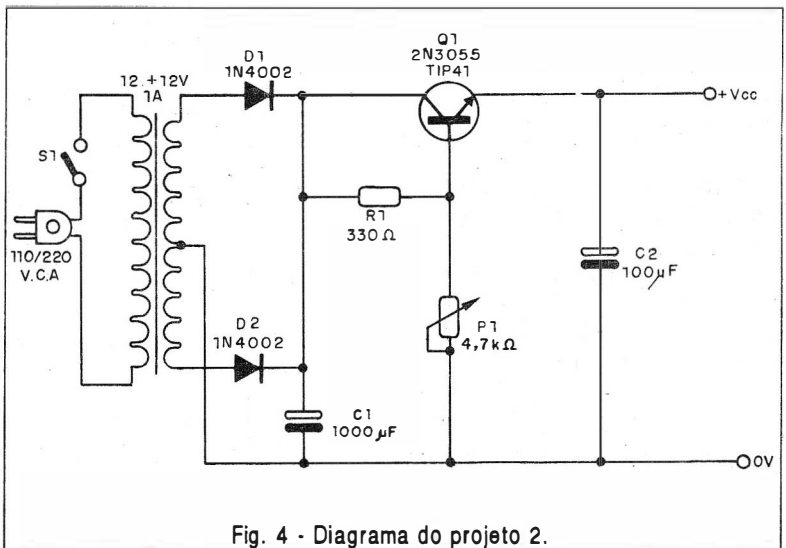 Q1
2N3055
TIP41
D1
1N4002
12.+12V
1A
+Vcc
S1
R1
330Ω
110/220
V.C.A
C2
100µF
D2
1N4002
P1
4,7kΩ
C1
1000µF
0V
Fig. 4 - Diagrama do projeto 2.